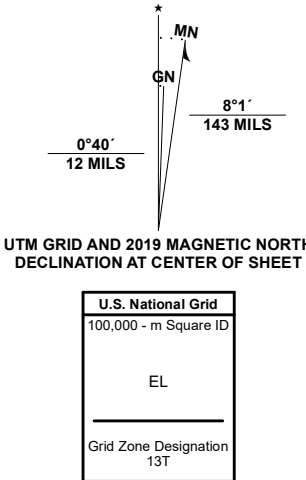 ★
MN
GN
8°1´
143 MILS
0°40´
12 MILS
UTM GRID AND 2019 MAGNETIC NORTH
DECLINATION AT CENTER OF SHEET
U.S. National Grid
100,000 - m Square ID
EL
Grid Zone Designation
13T